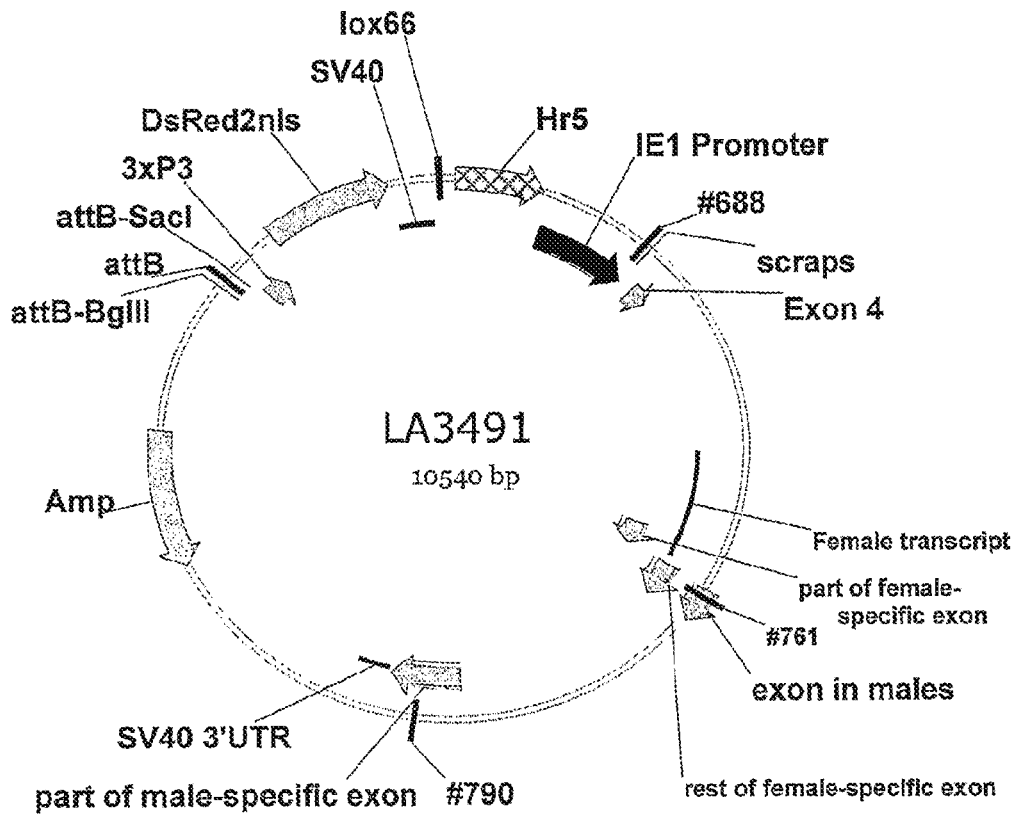 lox66
SV40
DsRed2nls
Hr5
IE1 Promoter
3xP3
#688
attB-SacI
scraps
attB
Exon 4
attB-BglII
LA3491
10540 bp
Amp
Female transcript
part of female-
specific exon
#761
exon in males
SV40 3'UTR
rest of female-specific exon
part of male-specific exon
#790